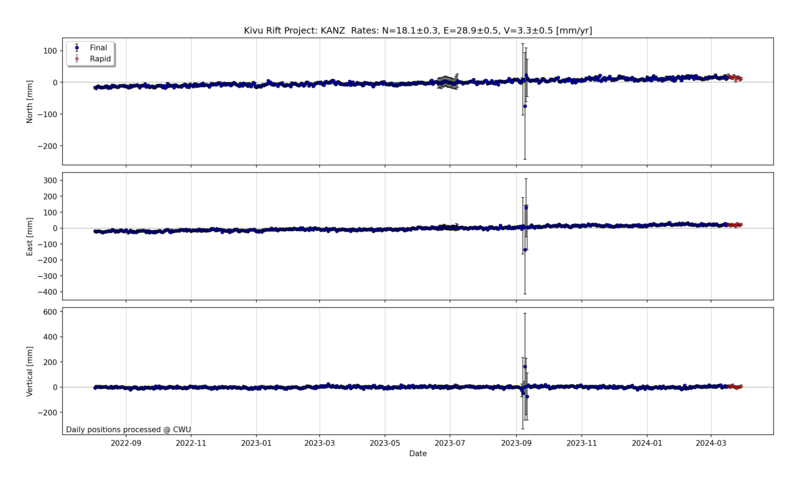 Kivu Rift Project: KANZ  Rates: N=18.1±0.3, E=28.9±0.5, V=3.3±0.5 [mm/yr]
Final
Rapid
100
0
−100
−200
North [mm]
300
200
100
0
−100
−200
−300
−400
East [mm]
600
400
200
0
−200
Vertical [mm]
Daily positions processed @ CWU
2022-09 2022-11 2023-01 2023-03 2023-05 2023-07 2023-09 2023-11 2024-01 2024-03
Date